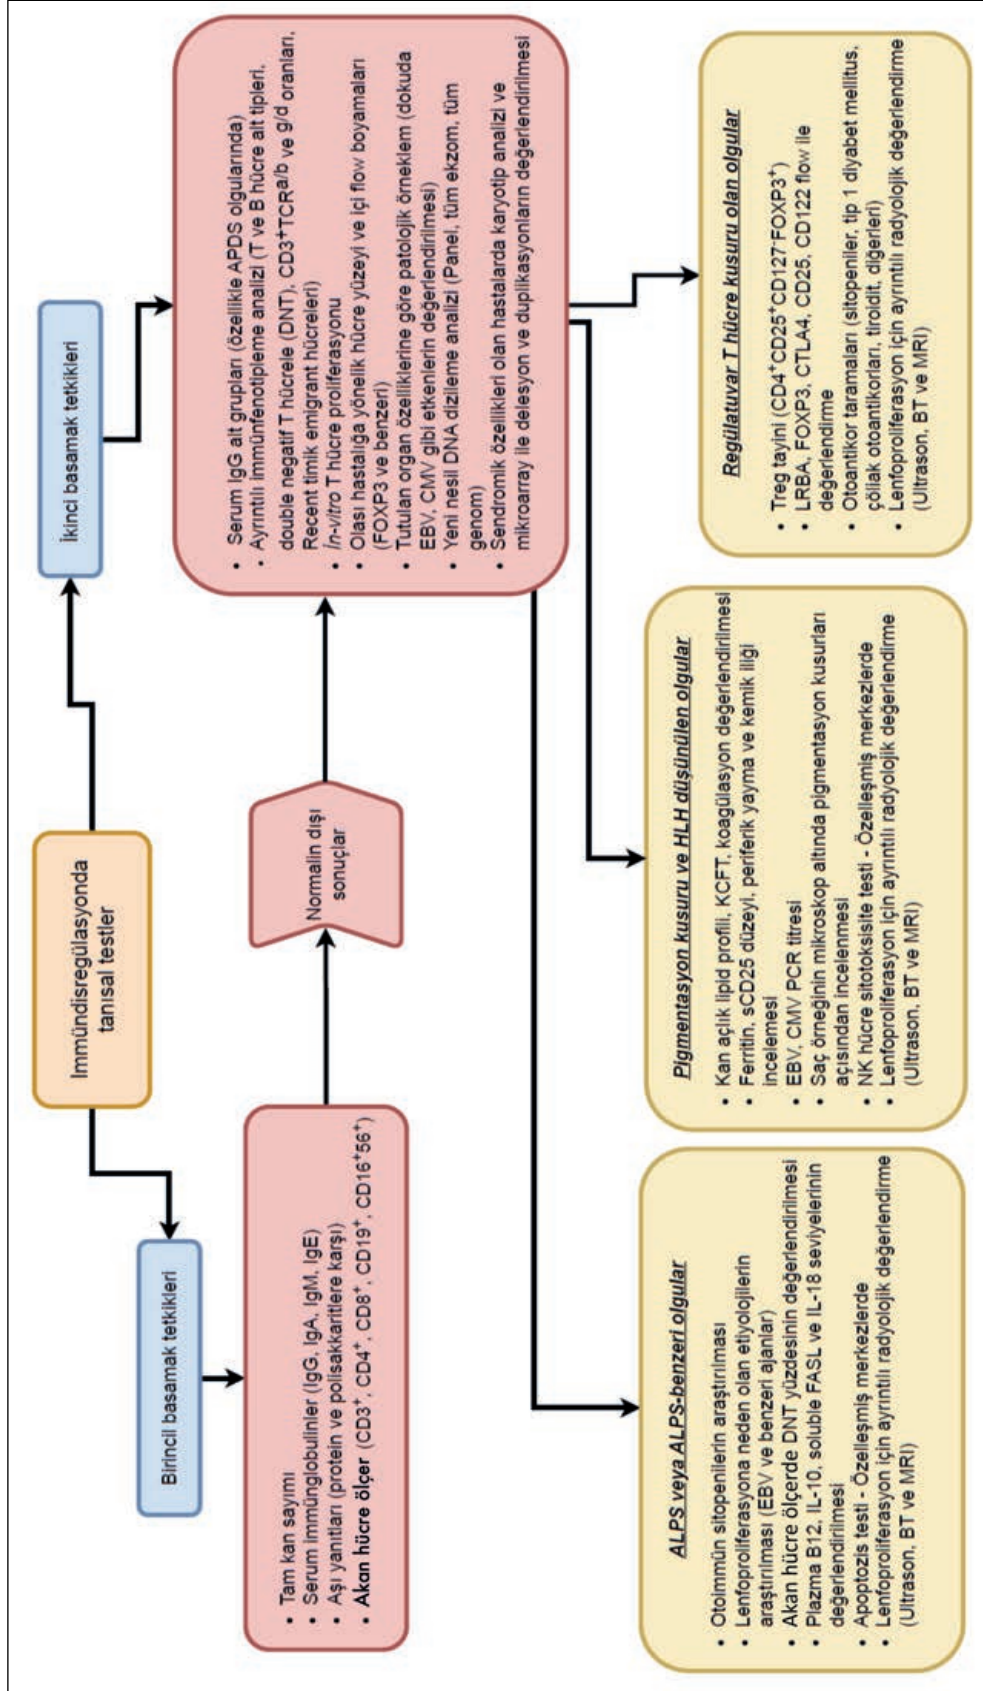 İmmündisregülasyonda
tanısal testler
Birincil basamak tetkikleri
İkinci basamak tetkikleri
• Tam kan sayımı
• Serum immünglobulinler (IgG, IgA, IgM, IgE)
• Aşı yanıtları (protein ve polisakkaritlere karşı)
• Akan hücre ölçer (CD3⁺, CD4⁺, CD8⁺, CD19⁺, CD16⁺56⁺)
Normalin dışı
sonuçlar
• Serum IgG alt grupları (özellikle APDS olgularında)
• Ayrıntılı immünfenotipleme analizi (T ve B hücre alt tipleri,
double negatif T hücrele (DNT), CD3⁺TCRa/b ve g/d oranları,
Recent timik emigrant hücreleri)
• İn-vitro T hücre proliferasyonu
• Olası hastalığa yönelik hücre yüzeyi ve içi flow boyamaları
(FOXP3 ve benzeri)
• Tutulan organ özelliklerine göre patolojik örneklem (dokuda
EBV, CMV gibi etkenlerin değerlendirilmesi)
• Yeni nesil DNA dizileme analizi (Panel, tüm ekzom, tüm
genom)
• Sendromik özellikleri olan hastalarda karyotip analizi ve
mikroarray ile delesyon ve duplikasyonların değerlendirilmesi
ALPS veya ALPS-benzeri olgular
• Otoimmün sitopenilerin araştırılması
• Lenfoproliferasyona neden olan etiyolojilerin
araştırılması (EBV ve benzeri ajanlar)
• Akan hücre ölçerde DNT yüzdesinin değerlendirilmesi
• Plazma B12, IL-10, soluble FASL ve IL-18 seviyelerinin
değerlendirilmesi
• Apoptozis testi - Özelleşmiş merkezlerde
• Lenfoproliferasyon için ayrıntılı radyolojik değerlendirme
(Ultrason, BT ve MRI)
Pigmentasyon kusuru ve HLH düşünülen olgular
• Kan açlık lipid profili, KCFT, koagülasyon değerlendirilmesi
• Ferritin, sCD25 düzeyi, periferik yayma ve kemik iliği
incelemesi
• EBV, CMV PCR titresi
• Saç örneğinin mikroskop altında pigmentasyon kusurları
açısından incelenmesi
• NK hücre sitotoksisite testi - Özelleşmiş merkezlerde
• Lenfoproliferasyon için ayrıntılı radyolojik değerlendirme
(Ultrason, BT ve MRI)
Regülatuvar T hücre kusuru olan olgular
• Treg tayini (CD4⁺CD25⁺CD127⁻FOXP3⁺)
• LRBA, FOXP3, CTLA4, CD25, CD122 flow ile
değerlendirme
• Otoantikor taramaları (sitopeniler, tip 1 diyabet mellitus,
çöliak otoantikorları, tiroidit, diğerleri)
• Lenfoproliferasyon için ayrıntılı radyolojik değerlendirme
(Ultrason, BT ve MRI)